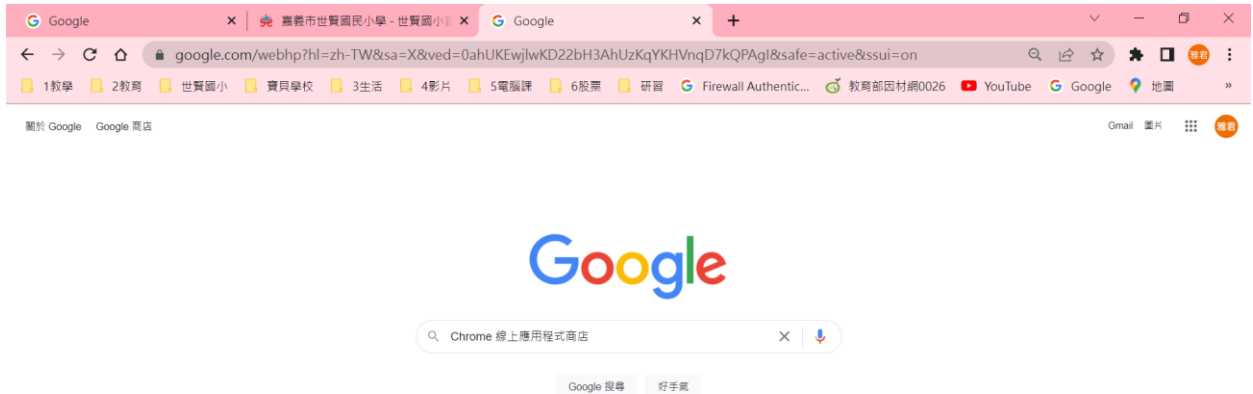 Google
嘉義市世賢國民小學 - 世賢國小
Google
google.com/webhp?hl=zh-TW&sa=X&ved=0ahUKEwjlwKD22bH3AhUzKqYKHVnqD7kQPAgI&safe=active&ssui=on
雅君
1教學 2教育 世賢國小 寶貝學校 3生活 4影片 5電腦課 6股票 研習 Firewall Authentic... 教育部因材網0026 YouTube Google 地圖 »
關於 Google Google 商店 Gmail 圖片 雅君
Google
Chrome 線上應用程式商店
Google 搜尋 好手氣